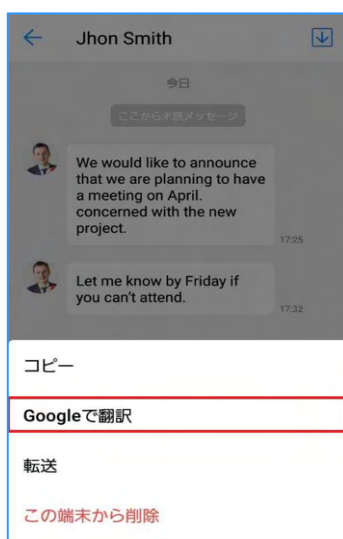 Jhon Smith
今日
ここから未読メッセージ
We would like to announce
that we are planning to have
a meeting on April.
concerned with the new
project.
17:25
Let me know by Friday if
you can't attend.
17:32
コピー
Googleで翻訳
転送
この端末から削除